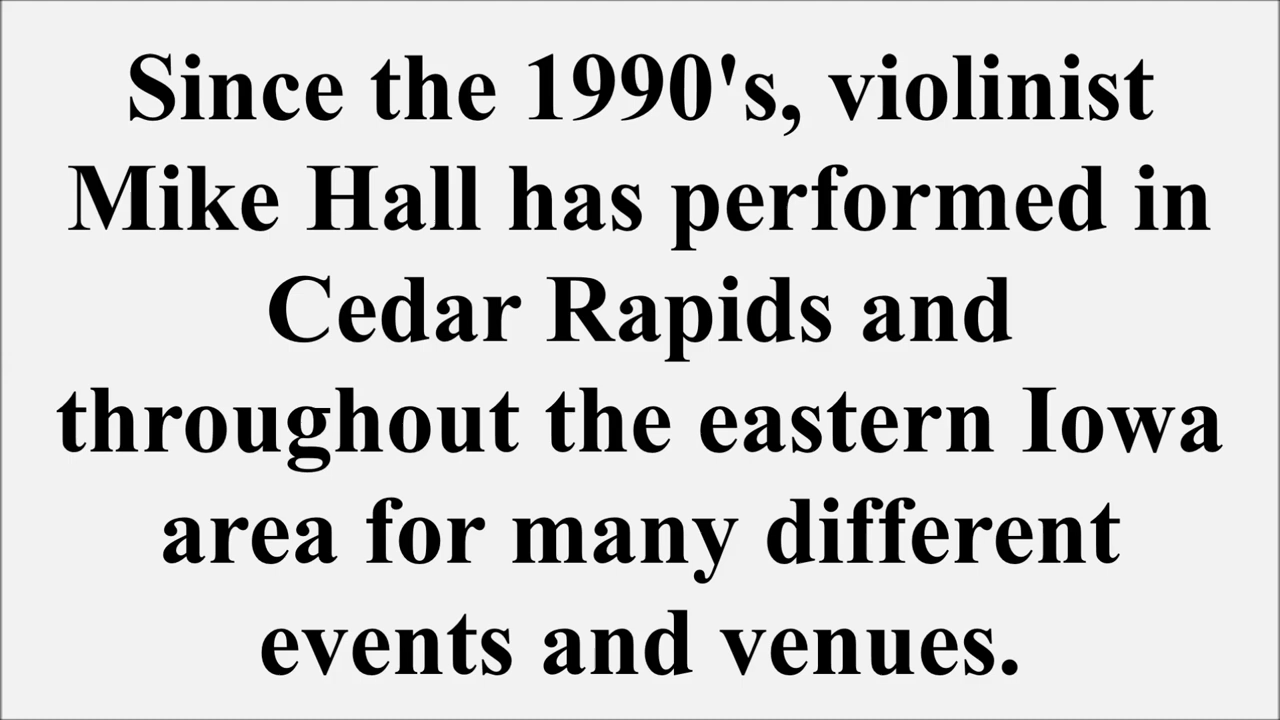 Since the 1990's, violinist
Mike Hall has performed in
Cedar Rapids and
throughout the eastern Iowa
area for many different
events and venues.